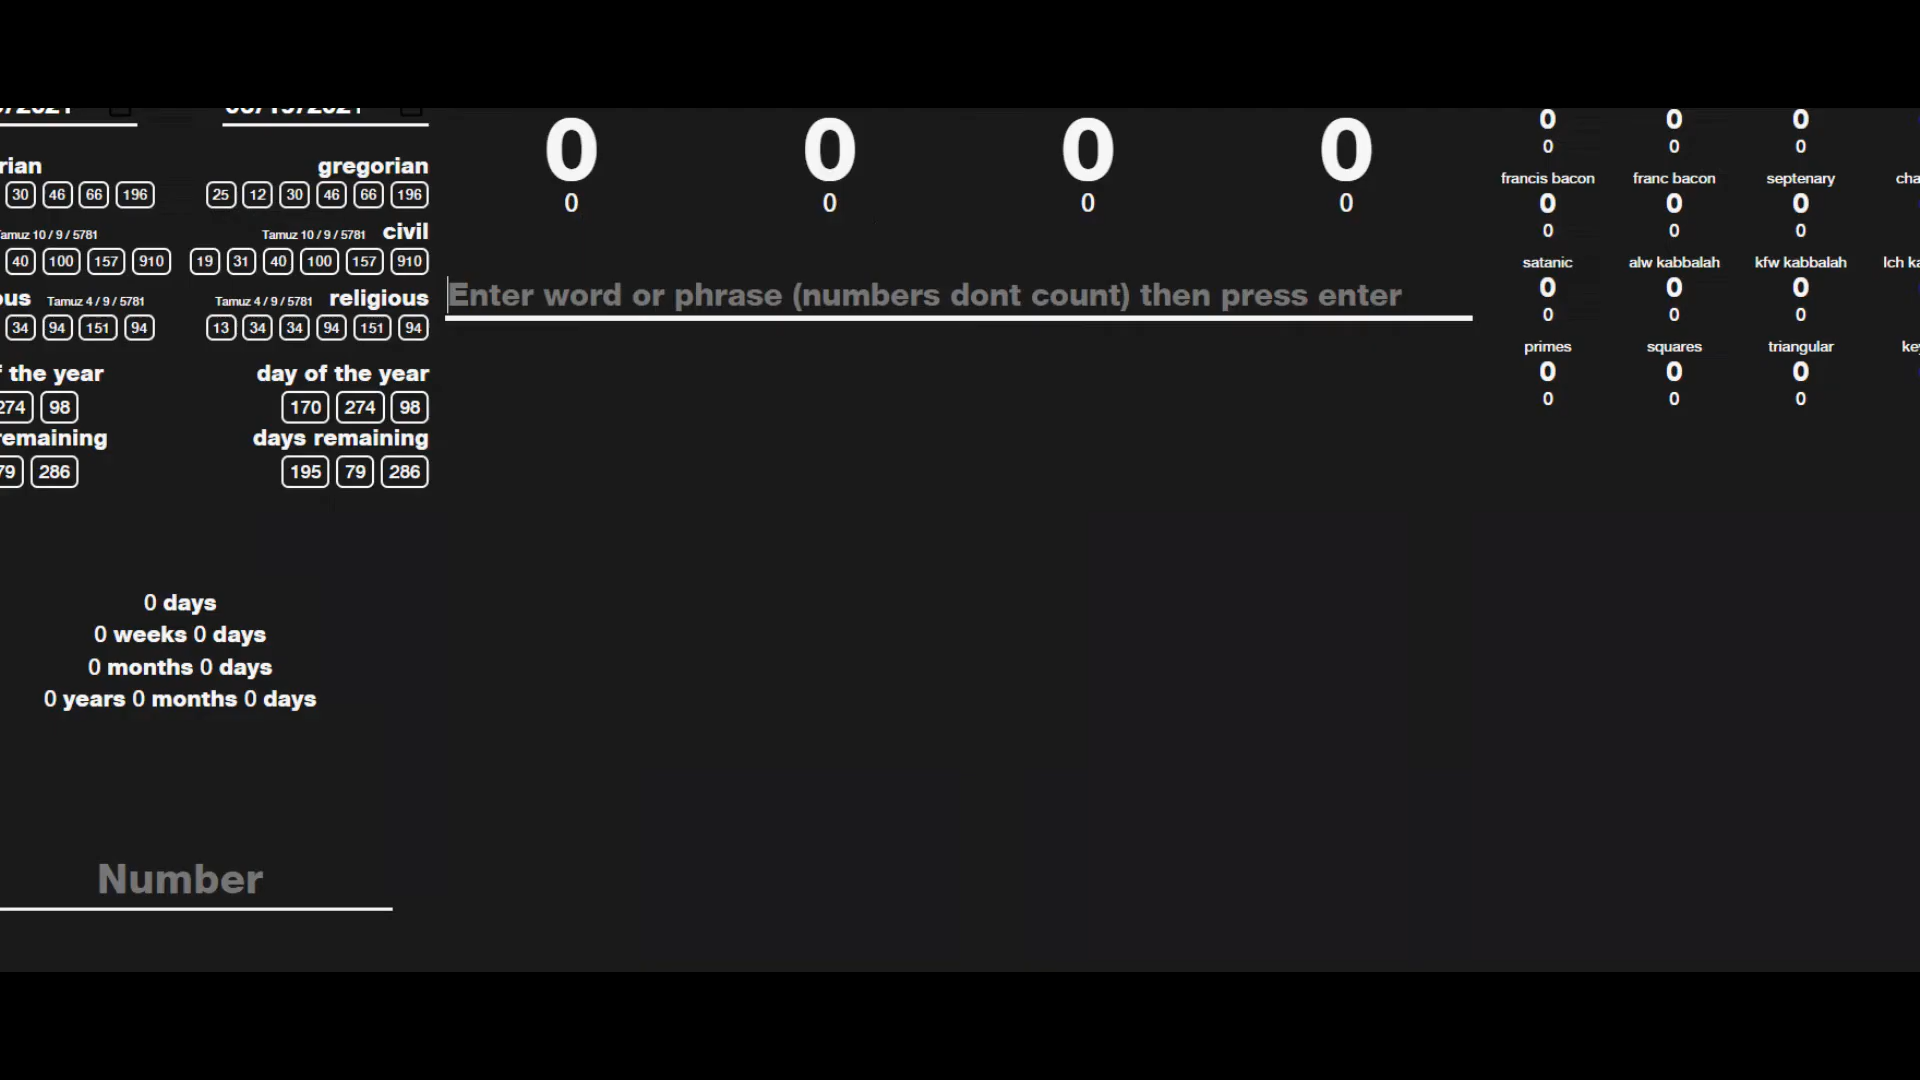 0 0 0 0
0 0 0 0
Enter word or phrase (numbers dont count) then press enter
gregorian
30 46 66 196
25 12 30 46 66 196
Tamuz 10 / 9 / 5781 civil
40 100 157 910
19 31 40 100 157 910
Tamuz 4 / 9 / 5781
Tamuz 4 / 9 / 5781 religious
34 94 151 94
13 34 34 94 151 94
the year
day of the year
274 98
170 274 98
remaining
days remaining
79 286
195 79 286
0 days
0 weeks 0 days
0 months 0 days
0 years 0 months 0 days
Number
0 0 0
0 0 0
francis bacon franc bacon septenary
0 0 0
0 0 0
satanic alw kabbalah kfw kabbalah
0 0 0
0 0 0
primes squares triangular
0 0 0
0 0 0